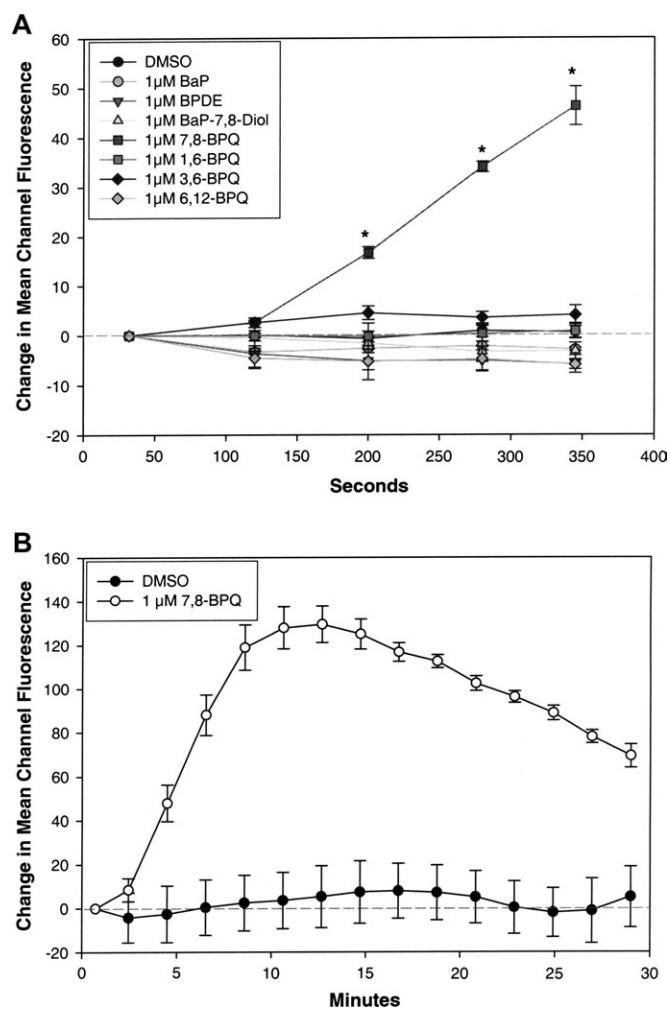 A
60
50
40
30
20
10
0
-10
-20
Change in Mean Channel Fluorescence
DMSO
1µM BaP
1µM BPDE
1µM BaP-7,8-Diol
1µM 7,8-BPQ
1µM 1,6-BPQ
1µM 3,6-BPQ
1µM 6,12-BPQ
*
*
*
0 50 100 150 200 250 300 350 400
Seconds
B
160
140
120
100
80
60
40
20
0
-20
Change in Mean Channel Fluorescence
DMSO
1 µM 7,8-BPQ
0 5 10 15 20 25 30
Minutes